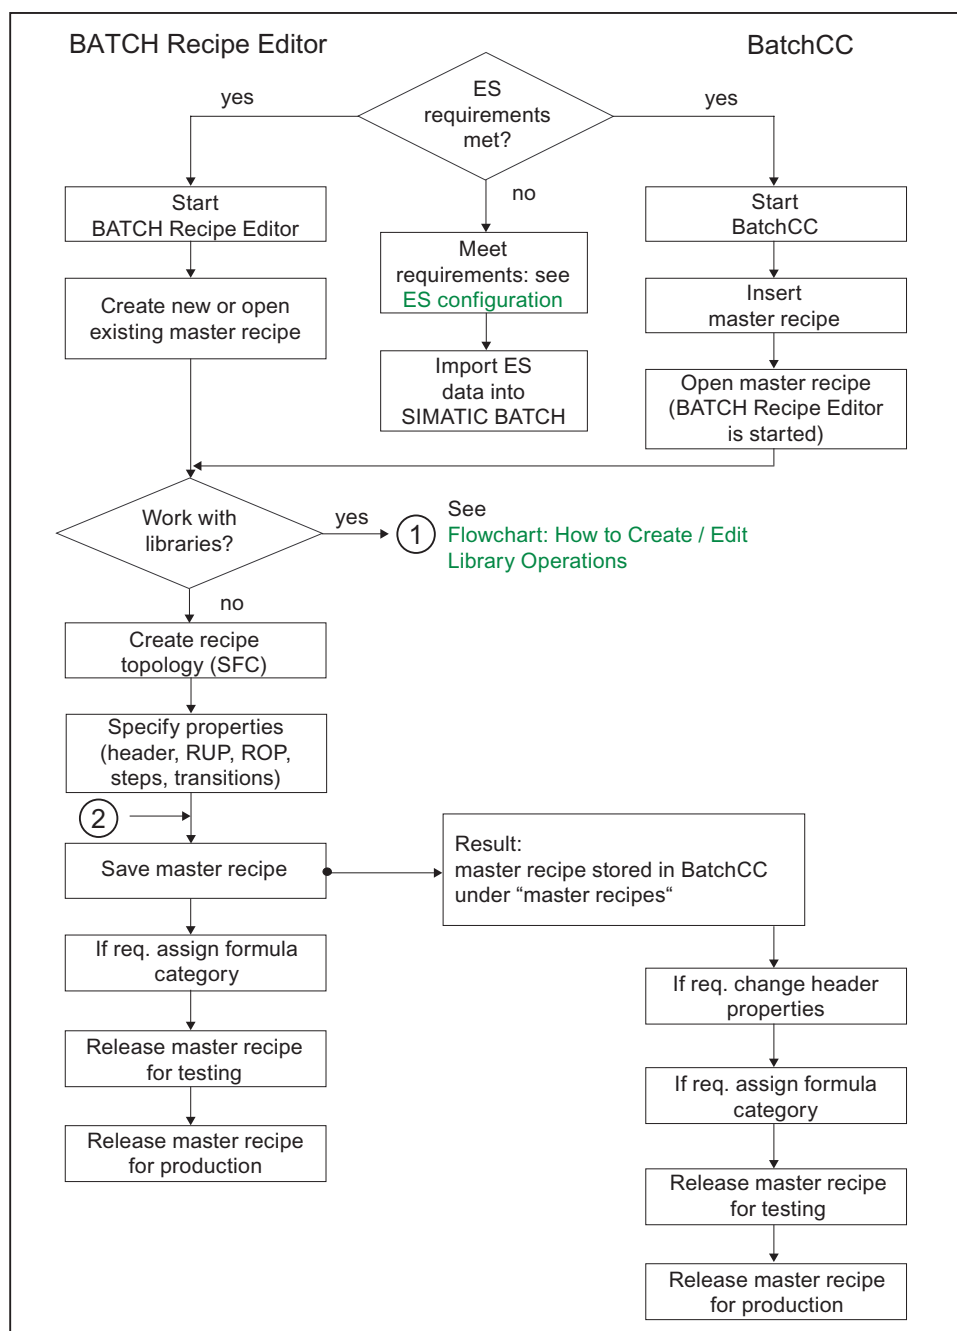 BATCH Recipe Editor
BatchCC
ES
requirements
met?
yes
yes
no
Start
BATCH Recipe Editor
Meet
requirements: see
ES configuration
Start
BatchCC
Create new or open
existing master recipe
Insert
master recipe
Import ES
data into
SIMATIC BATCH
Open master recipe
(BATCH Recipe Editor
is started)
Work with
libraries?
yes
1
See
Flowchart: How to Create / Edit
Library Operations
no
Create recipe
topology (SFC)
Specify properties
(header, RUP, ROP,
steps, transitions)
2
Save master recipe
Result:
master recipe stored in BatchCC
under “master recipes“
If req. assign formula
category
If req. change header
properties
Release master recipe
for testing
If req. assign formula
category
Release master recipe
for production
Release master recipe
for testing
Release master recipe
for production